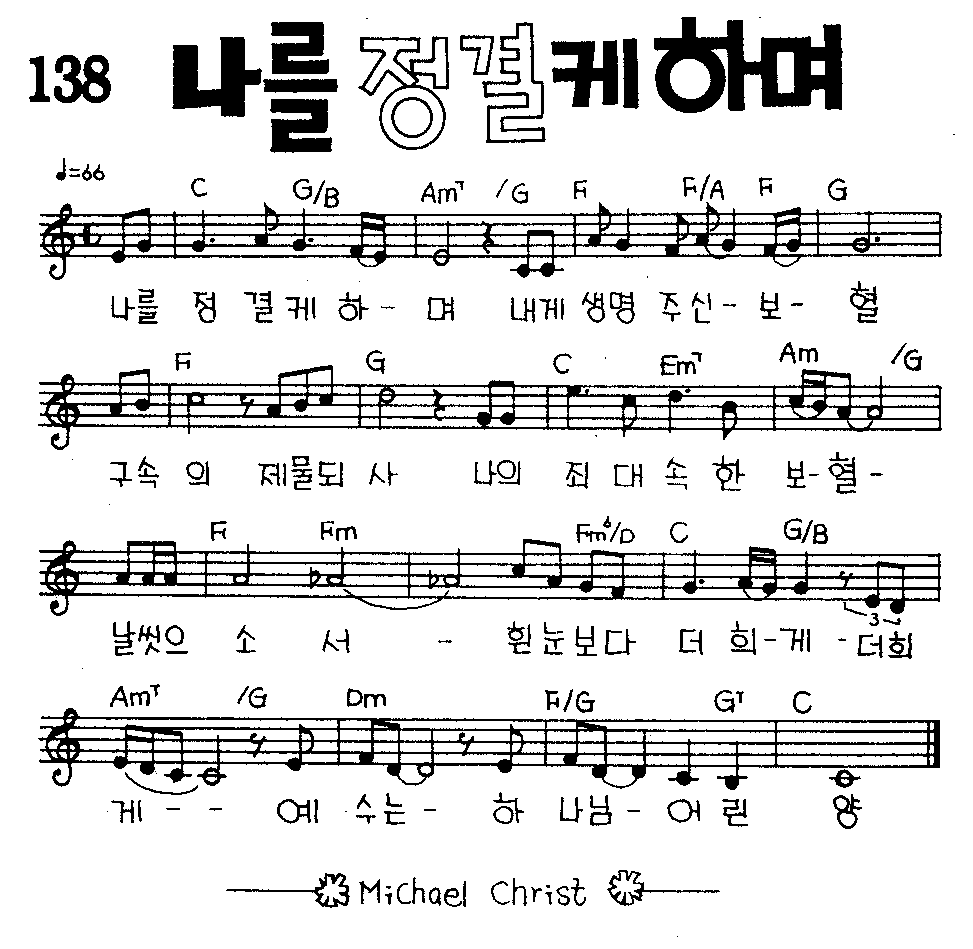 138 나를 정결케하며
♩=66
C G/B Am7 /G F F/A F G
나를 정 결케 하- 며 내게 생명 주신- 보- 혈
F G C Em7 Am /G
구속 의 제물되 사 나의 죄 대 속 한 보-혈-
F Fm Fm6/D C G/B
날씻으 소 서 - 흰눈보다 더 희-게 - 더희
3
Am7 /G Dm F/G G7 C
게 - - 예 수는- 하 나님- 어 린 양
Michael Christ